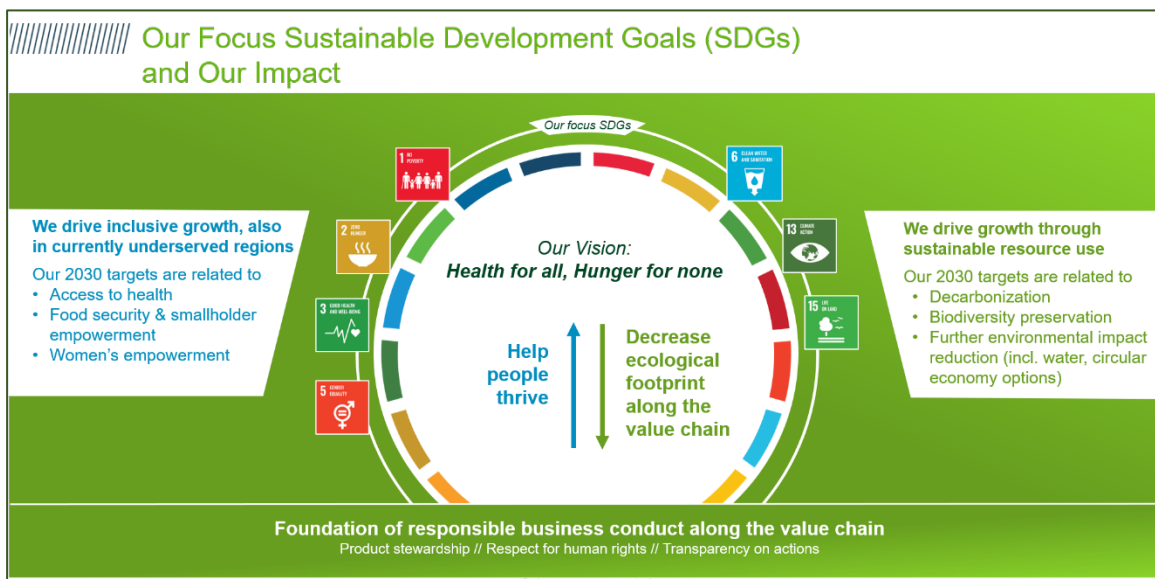 Our Focus Sustainable Development Goals (SDGs)
and Our Impact
Our focus SDGs
1 NO
POVERTY
2 ZERO
HUNGER
3 GOOD HEALTH
AND WELL-BEING
5 GENDER
EQUALITY
6 CLEAN WATER
AND SANITATION
13 CLIMATE
ACTION
15 LIFE
ON LAND
We drive inclusive growth, also
in currently underserved regions
Our 2030 targets are related to
• Access to health
• Food security & smallholder
empowerment
• Women's empowerment
Our Vision:
Health for all, Hunger for none
Help
people
thrive
Decrease
ecological
footprint
along the
value chain
We drive growth through
sustainable resource use
Our 2030 targets are related to
• Decarbonization
• Biodiversity preservation
• Further environmental impact
reduction (incl. water, circular
economy options)
Foundation of responsible business conduct along the value chain
Product stewardship // Respect for human rights // Transparency on actions